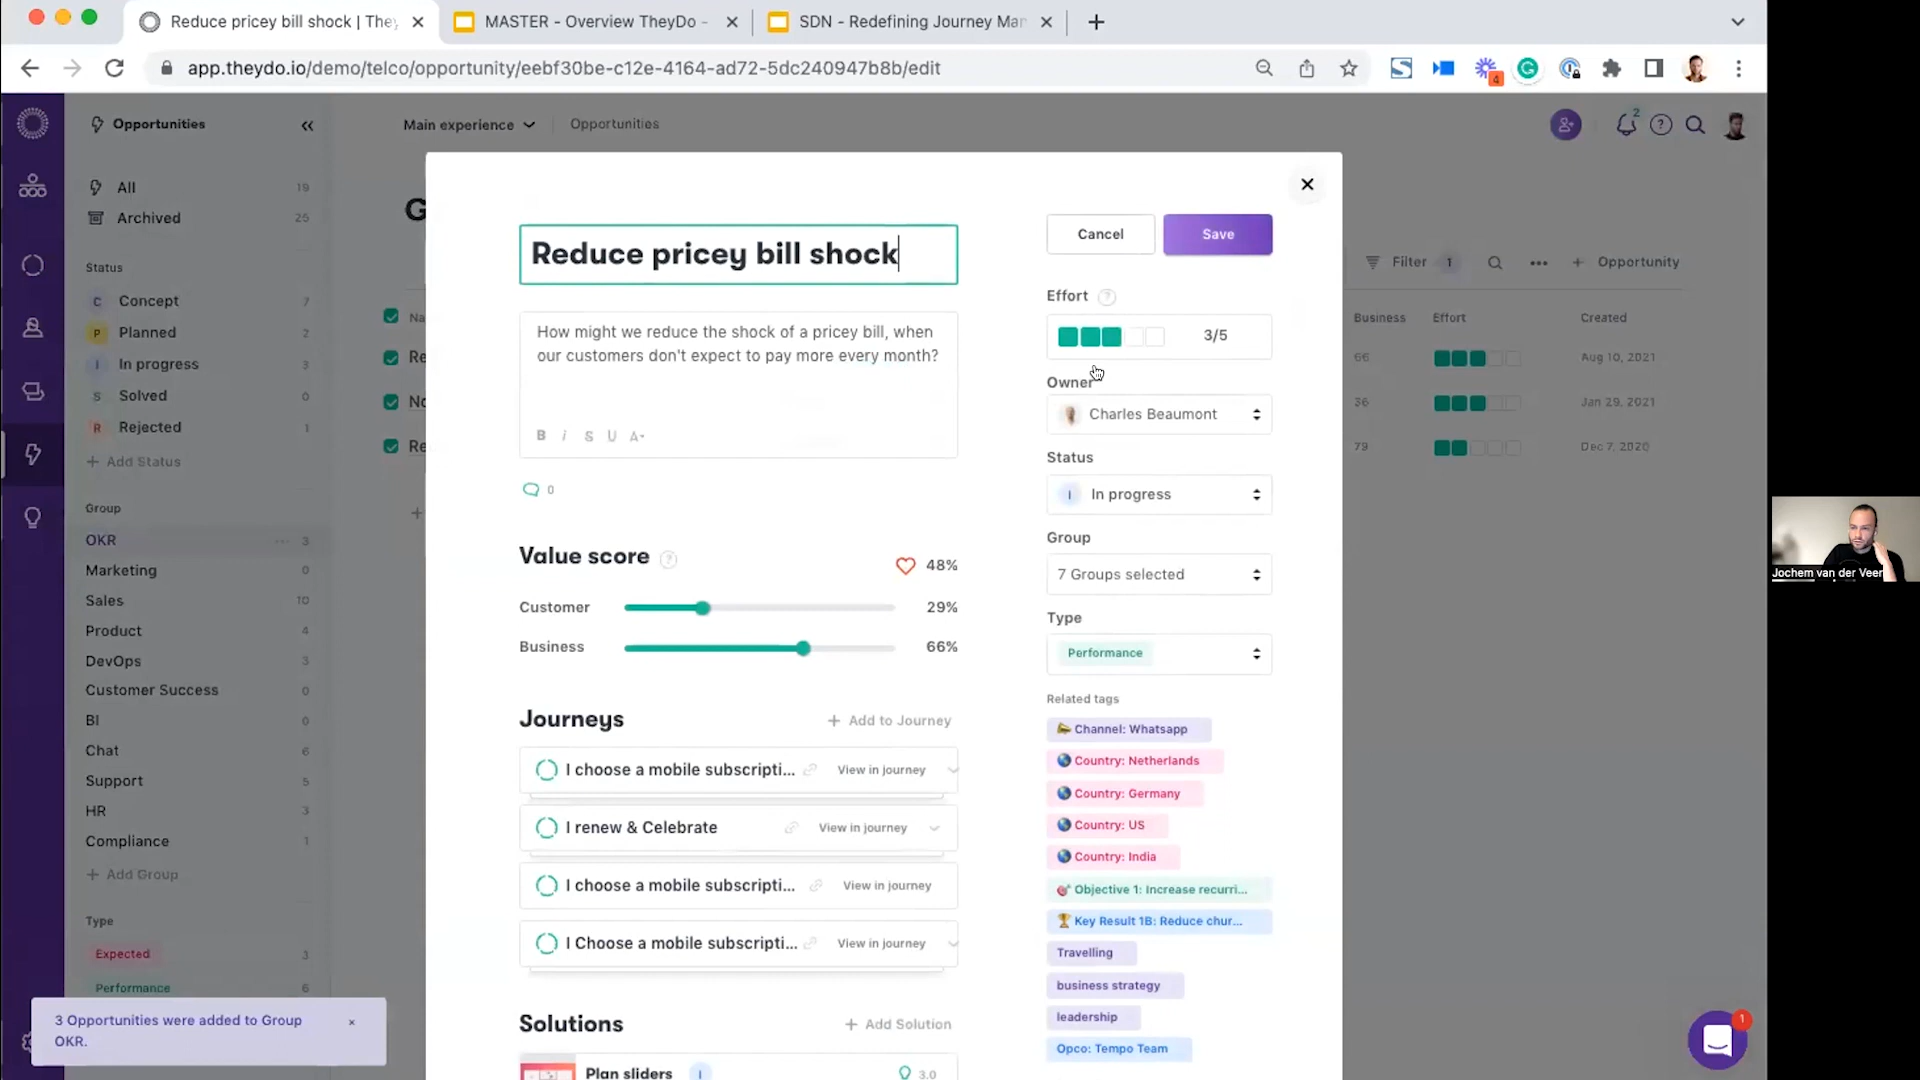 Reduce pricey bill shock | They
MASTER - Overview TheyDo -
SDN - Redefining Journey Man
app.theydo.io/demo/telco/opportunity/eebf30be-c12e-4164-ad72-5dc240947b8b/edit
4
Opportunities
Main experience
Opportunities
2
All 19
Archived 25
Status
C Concept 7
P Planned 2
I In progress 3
S Solved 0
R Rejected 1
+ Add Status
Group
OKR 3
Marketing 0
Sales 10
Product 4
DevOps 3
Customer Success 0
BI 0
Chat 6
Support 5
HR 3
Compliance 1
+ Add Group
Type
Expected 3
Performance 6
3 Opportunities were added to Group
OKR.
G
Na
Re
No
Re
Reduce pricey bill shock
How might we reduce the shock of a pricey bill, when
our customers don't expect to pay more every month?
B i S U A
0
Value score
48%
Customer 29%
Business 66%
Journeys
+ Add to Journey
I choose a mobile subscripti... View in journey
I renew & Celebrate View in journey
I choose a mobile subscripti... View in journey
I Choose a mobile subscripti... View in journey
Solutions
+ Add Solution
Plan sliders I 3.0
Cancel
Save
Effort
3/5
Owner
Charles Beaumont
Status
I In progress
Group
7 Groups selected
Type
Performance
Related tags
Channel: Whatsapp
Country: Netherlands
Country: Germany
Country: US
Country: India
Objective 1: Increase recurri...
Key Result 1B: Reduce chur...
Travelling
business strategy
leadership
Opco: Tempo Team
Filter 1
+ Opportunity
Business Effort Created
66 Aug 10, 2021
36 Jan 29, 2021
79 Dec 7, 2020
1
Jochem van der Veer